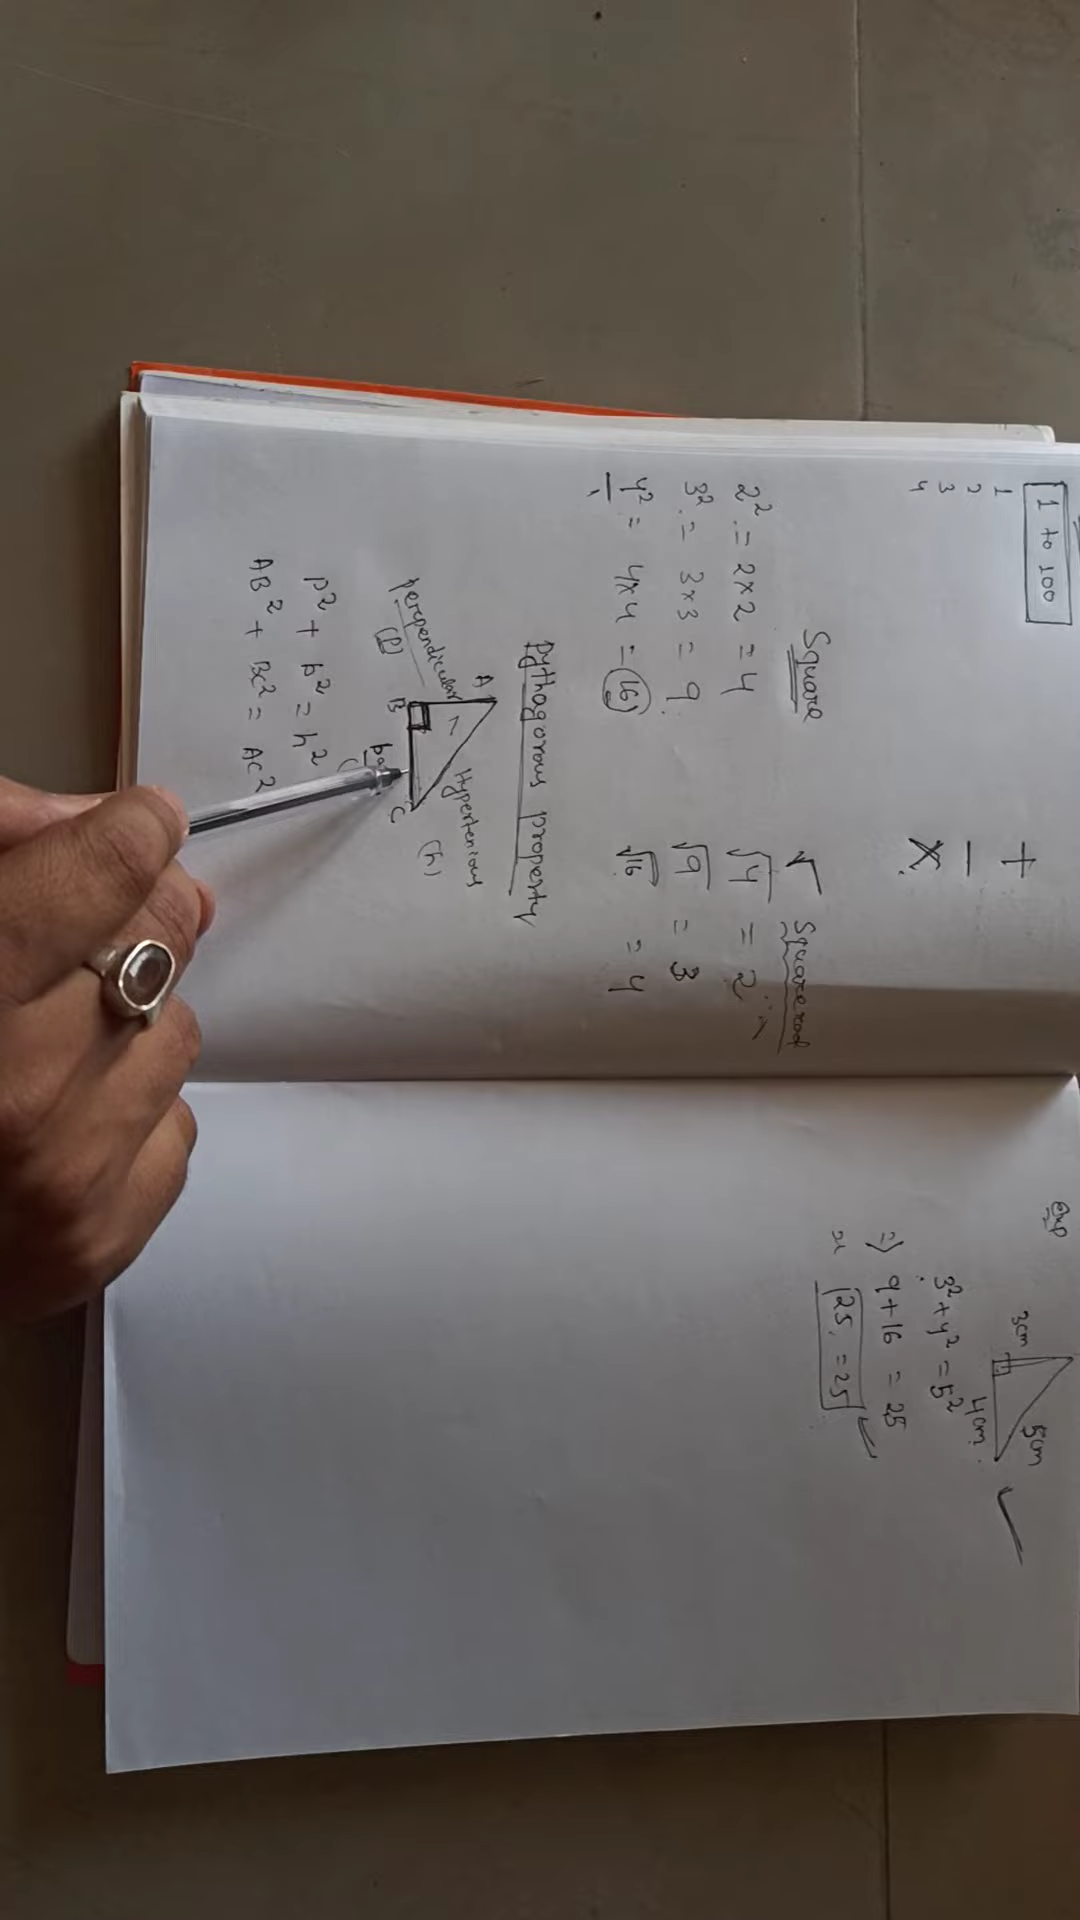 1 to 100
1
2
3
4
+
-
×
Square
2² = 2×2 = 4
3² = 3×3 = 9
4² = 4×4 = 16
√ Square root
√4 = 2
√9 = 3
√16 = 4
Pythagorous property
A
B
C
perependicular
(P)
Hypertenious
(h)
P² + b² = h²
AB² + BC² = AC²
Exp
3cm
4cm
5cm
3²+4² = 5²
=) 9+16 = 25
25 = 25